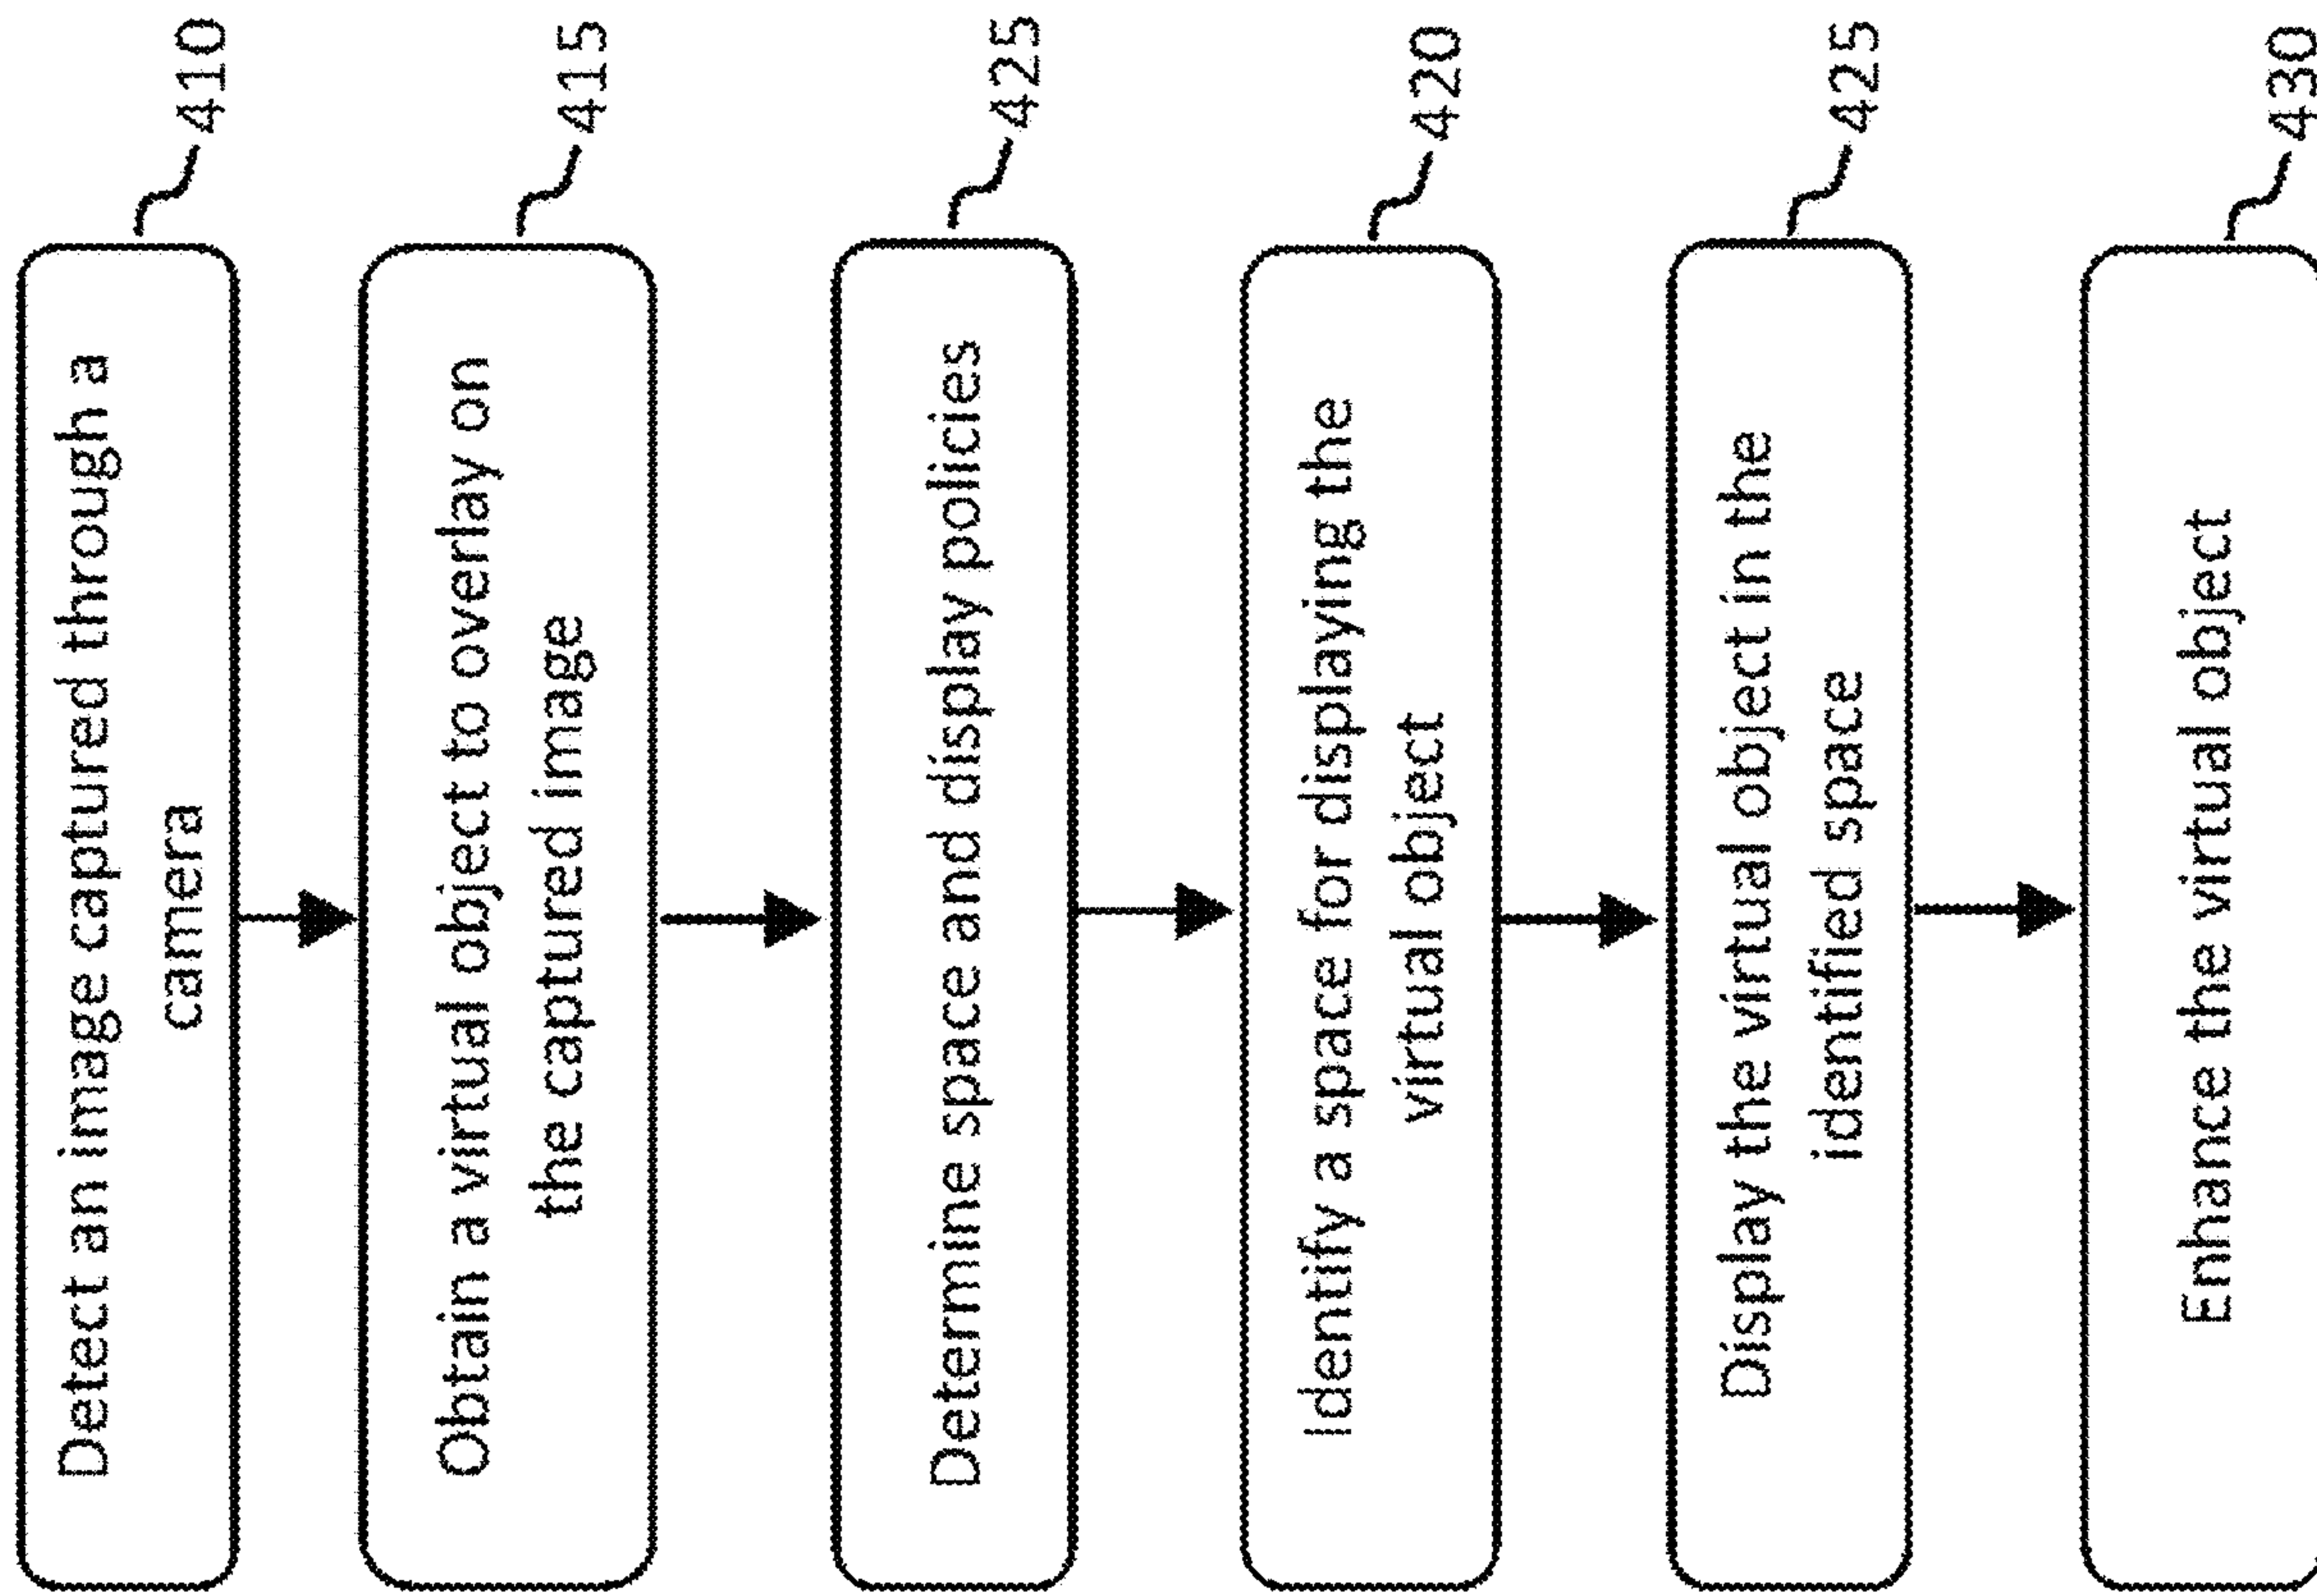 Detect an image captured through a
camera
410
Obtain a virtual object to overlay on
the captured image
415
Determine space and display policies
425
Identify a space for displaying the
virtual object
420
Display the virtual object in the
identified space
425
Enhance the virtual object
430